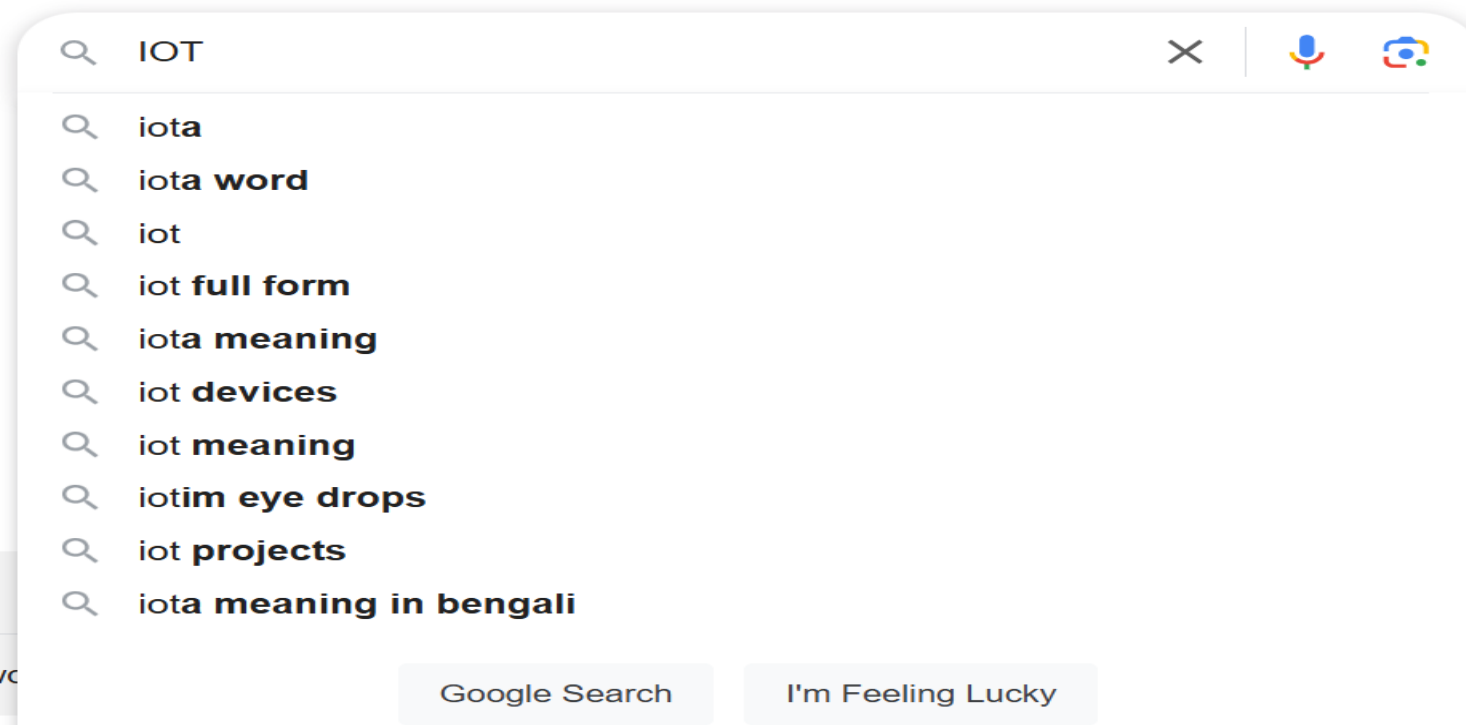 IOT
iota
iota word
iot
iot full form
iota meaning
iot devices
iot meaning
iotim eye drops
iot projects
iota meaning in bengali
Google Search I'm Feeling Lucky